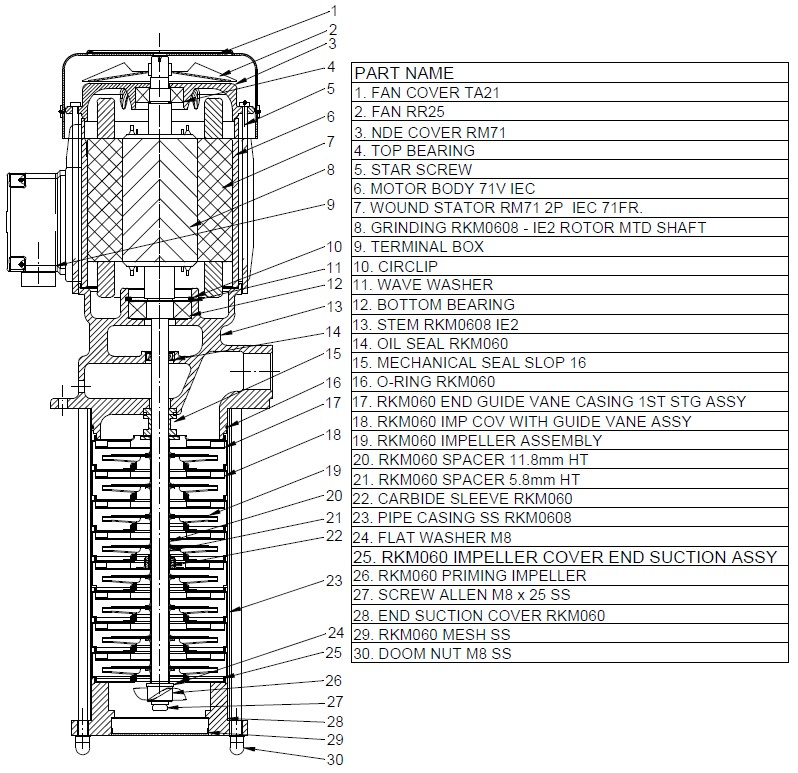 1
2
3
4
5
6
7
8
9
10
11
12
13
14
15
16
17
18
19
20
21
22
23
24
25
26
27
28
29
30
PART NAME
1. FAN COVER TA21
2. FAN RR25
3. NDE COVER RM71
4. TOP BEARING
5. STAR SCREW
6. MOTOR BODY 71V IEC
7. WOUND STATOR RM71 2P IEC 71FR.
8. GRINDING RKM0608 - IE2 ROTOR MTD SHAFT
9. TERMINAL BOX
10. CIRCLIP
11. WAVE WASHER
12. BOTTOM BEARING
13. STEM RKM0608 IE2
14. OIL SEAL RKM060
15. MECHANICAL SEAL SLOP 16
16. O-RING RKM060
17. RKM060 END GUIDE VANE CASING 1ST STG ASSY
18. RKM060 IMP COV WITH GUIDE VANE ASSY
19. RKM060 IMPELLER ASSEMBLY
20. RKM060 SPACER 11.8mm HT
21. RKM060 SPACER 5.8mm HT
22. CARBIDE SLEEVE RKM060
23. PIPE CASING SS RKM0608
24. FLAT WASHER M8
25. RKM060 IMPELLER COVER END SUCTION ASSY
26. RKM060 PRIMING IMPELLER
27. SCREW ALLEN M8 x 25 SS
28. END SUCTION COVER RKM060
29. RKM060 MESH SS
30. DOOM NUT M8 SS